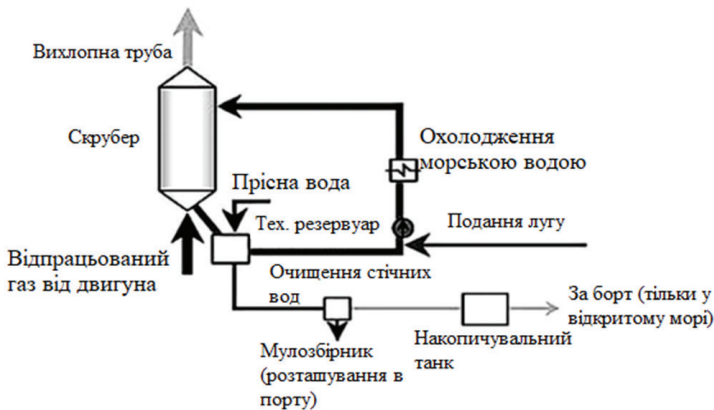 Вихлопна труба
Скрубер
Охолодження
морською водою
Прісна вода
Тех. резервуар
Подання лугу
Відпрацьований
газ від двигуна
Очищення стічних
вод
За борт (тільки у
відкритому морі)
Накопичувальний
танк
Мулозбірник
(розташування в
порту)